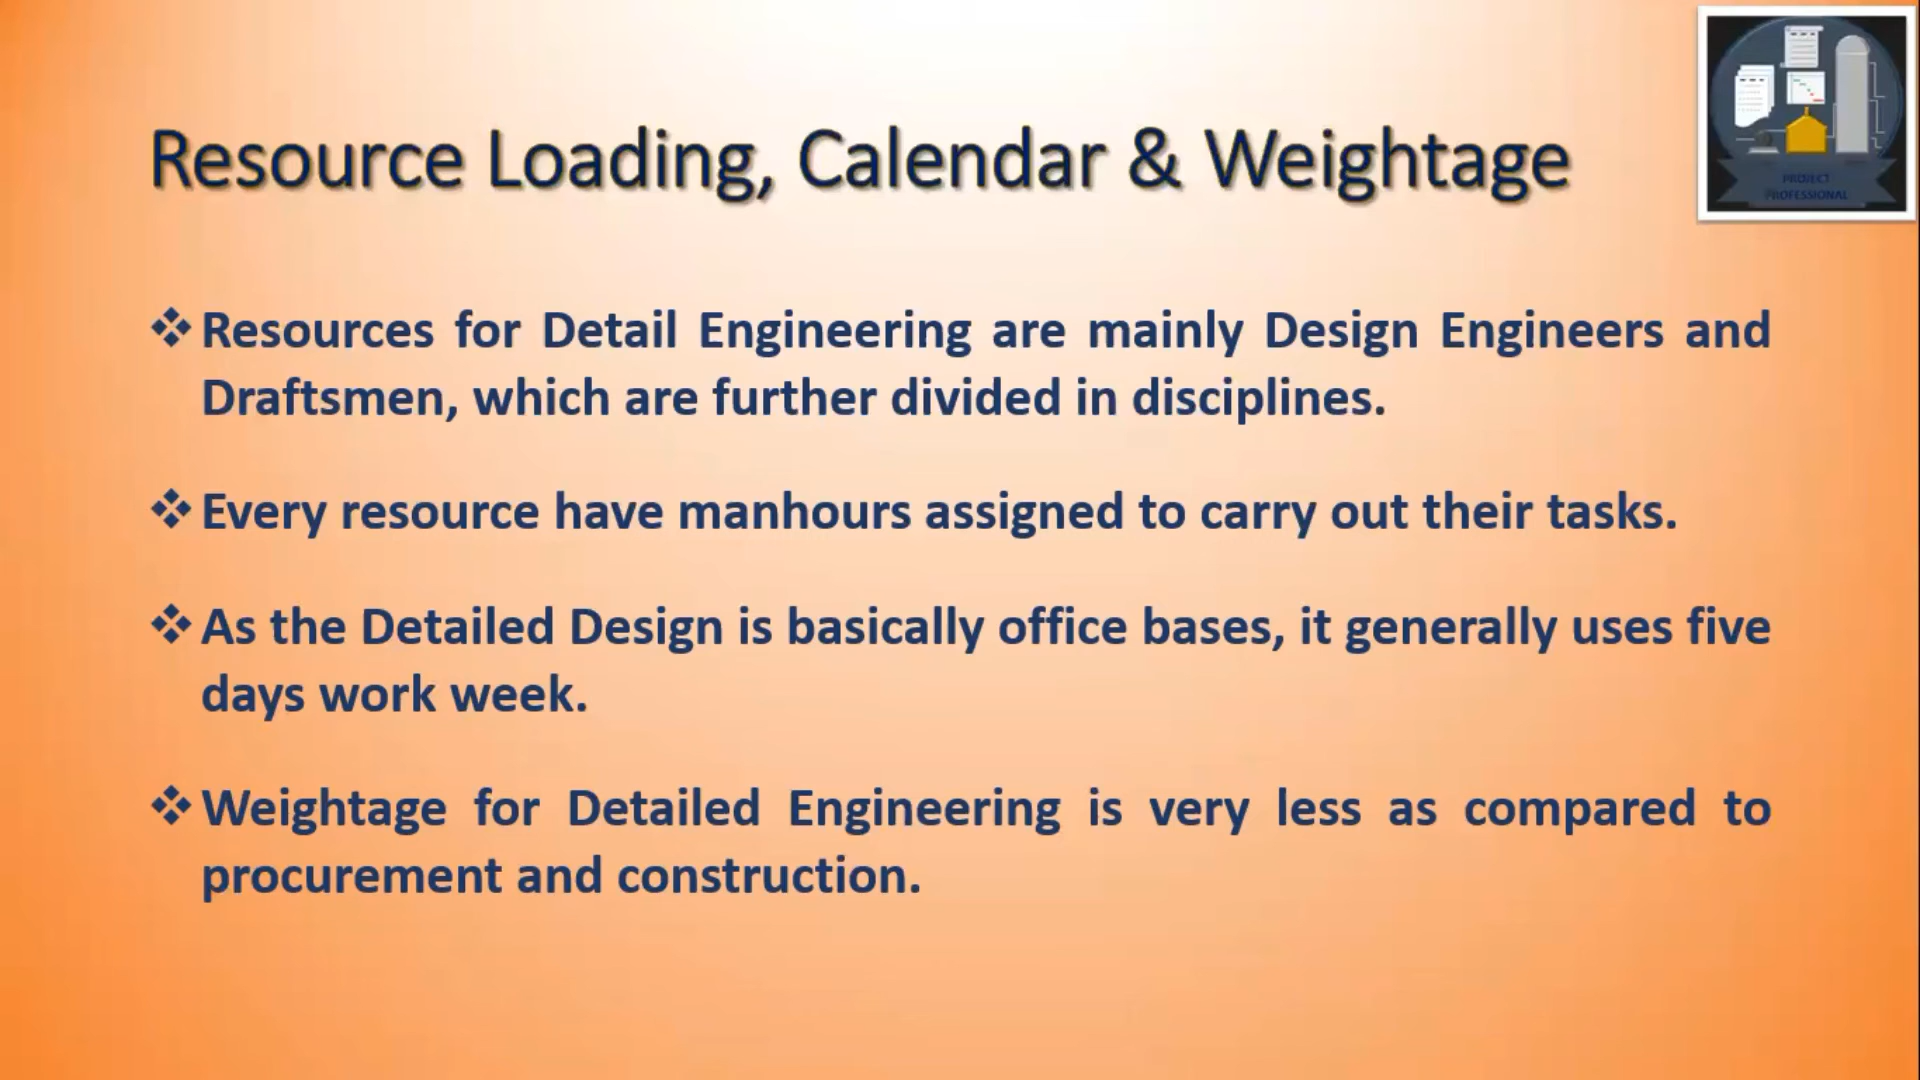 Resource Loading, Calendar & Weightage
PROJECT
PROFESSIONAL
❖ Resources for Detail Engineering are mainly Design Engineers and
Draftsmen, which are further divided in disciplines.
❖ Every resource have manhours assigned to carry out their tasks.
❖ As the Detailed Design is basically office bases, it generally uses five
days work week.
❖ Weightage for Detailed Engineering is very less as compared to
procurement and construction.